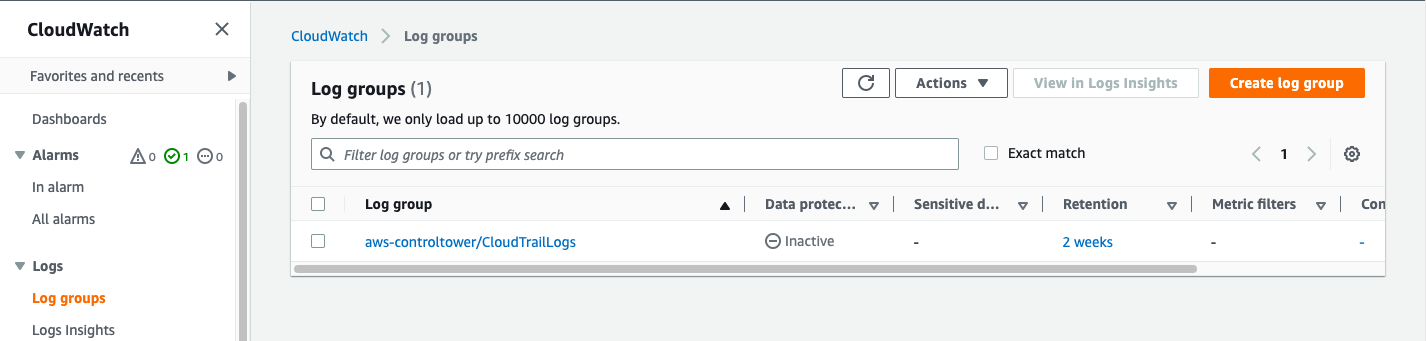 CloudWatch
Favorites and recents
Dashboards
Alarms 0 1 0
In alarm
All alarms
Logs
Log groups
Logs Insights
CloudWatch > Log groups
Log groups (1)
Actions
View in Logs Insights
Create log group
By default, we only load up to 10000 log groups.
Filter log groups or try prefix search
Exact match
1
Log group Data protec... Sensitive d... Retention Metric filters Con
aws-controltower/CloudTrailLogs Inactive - 2 weeks - -